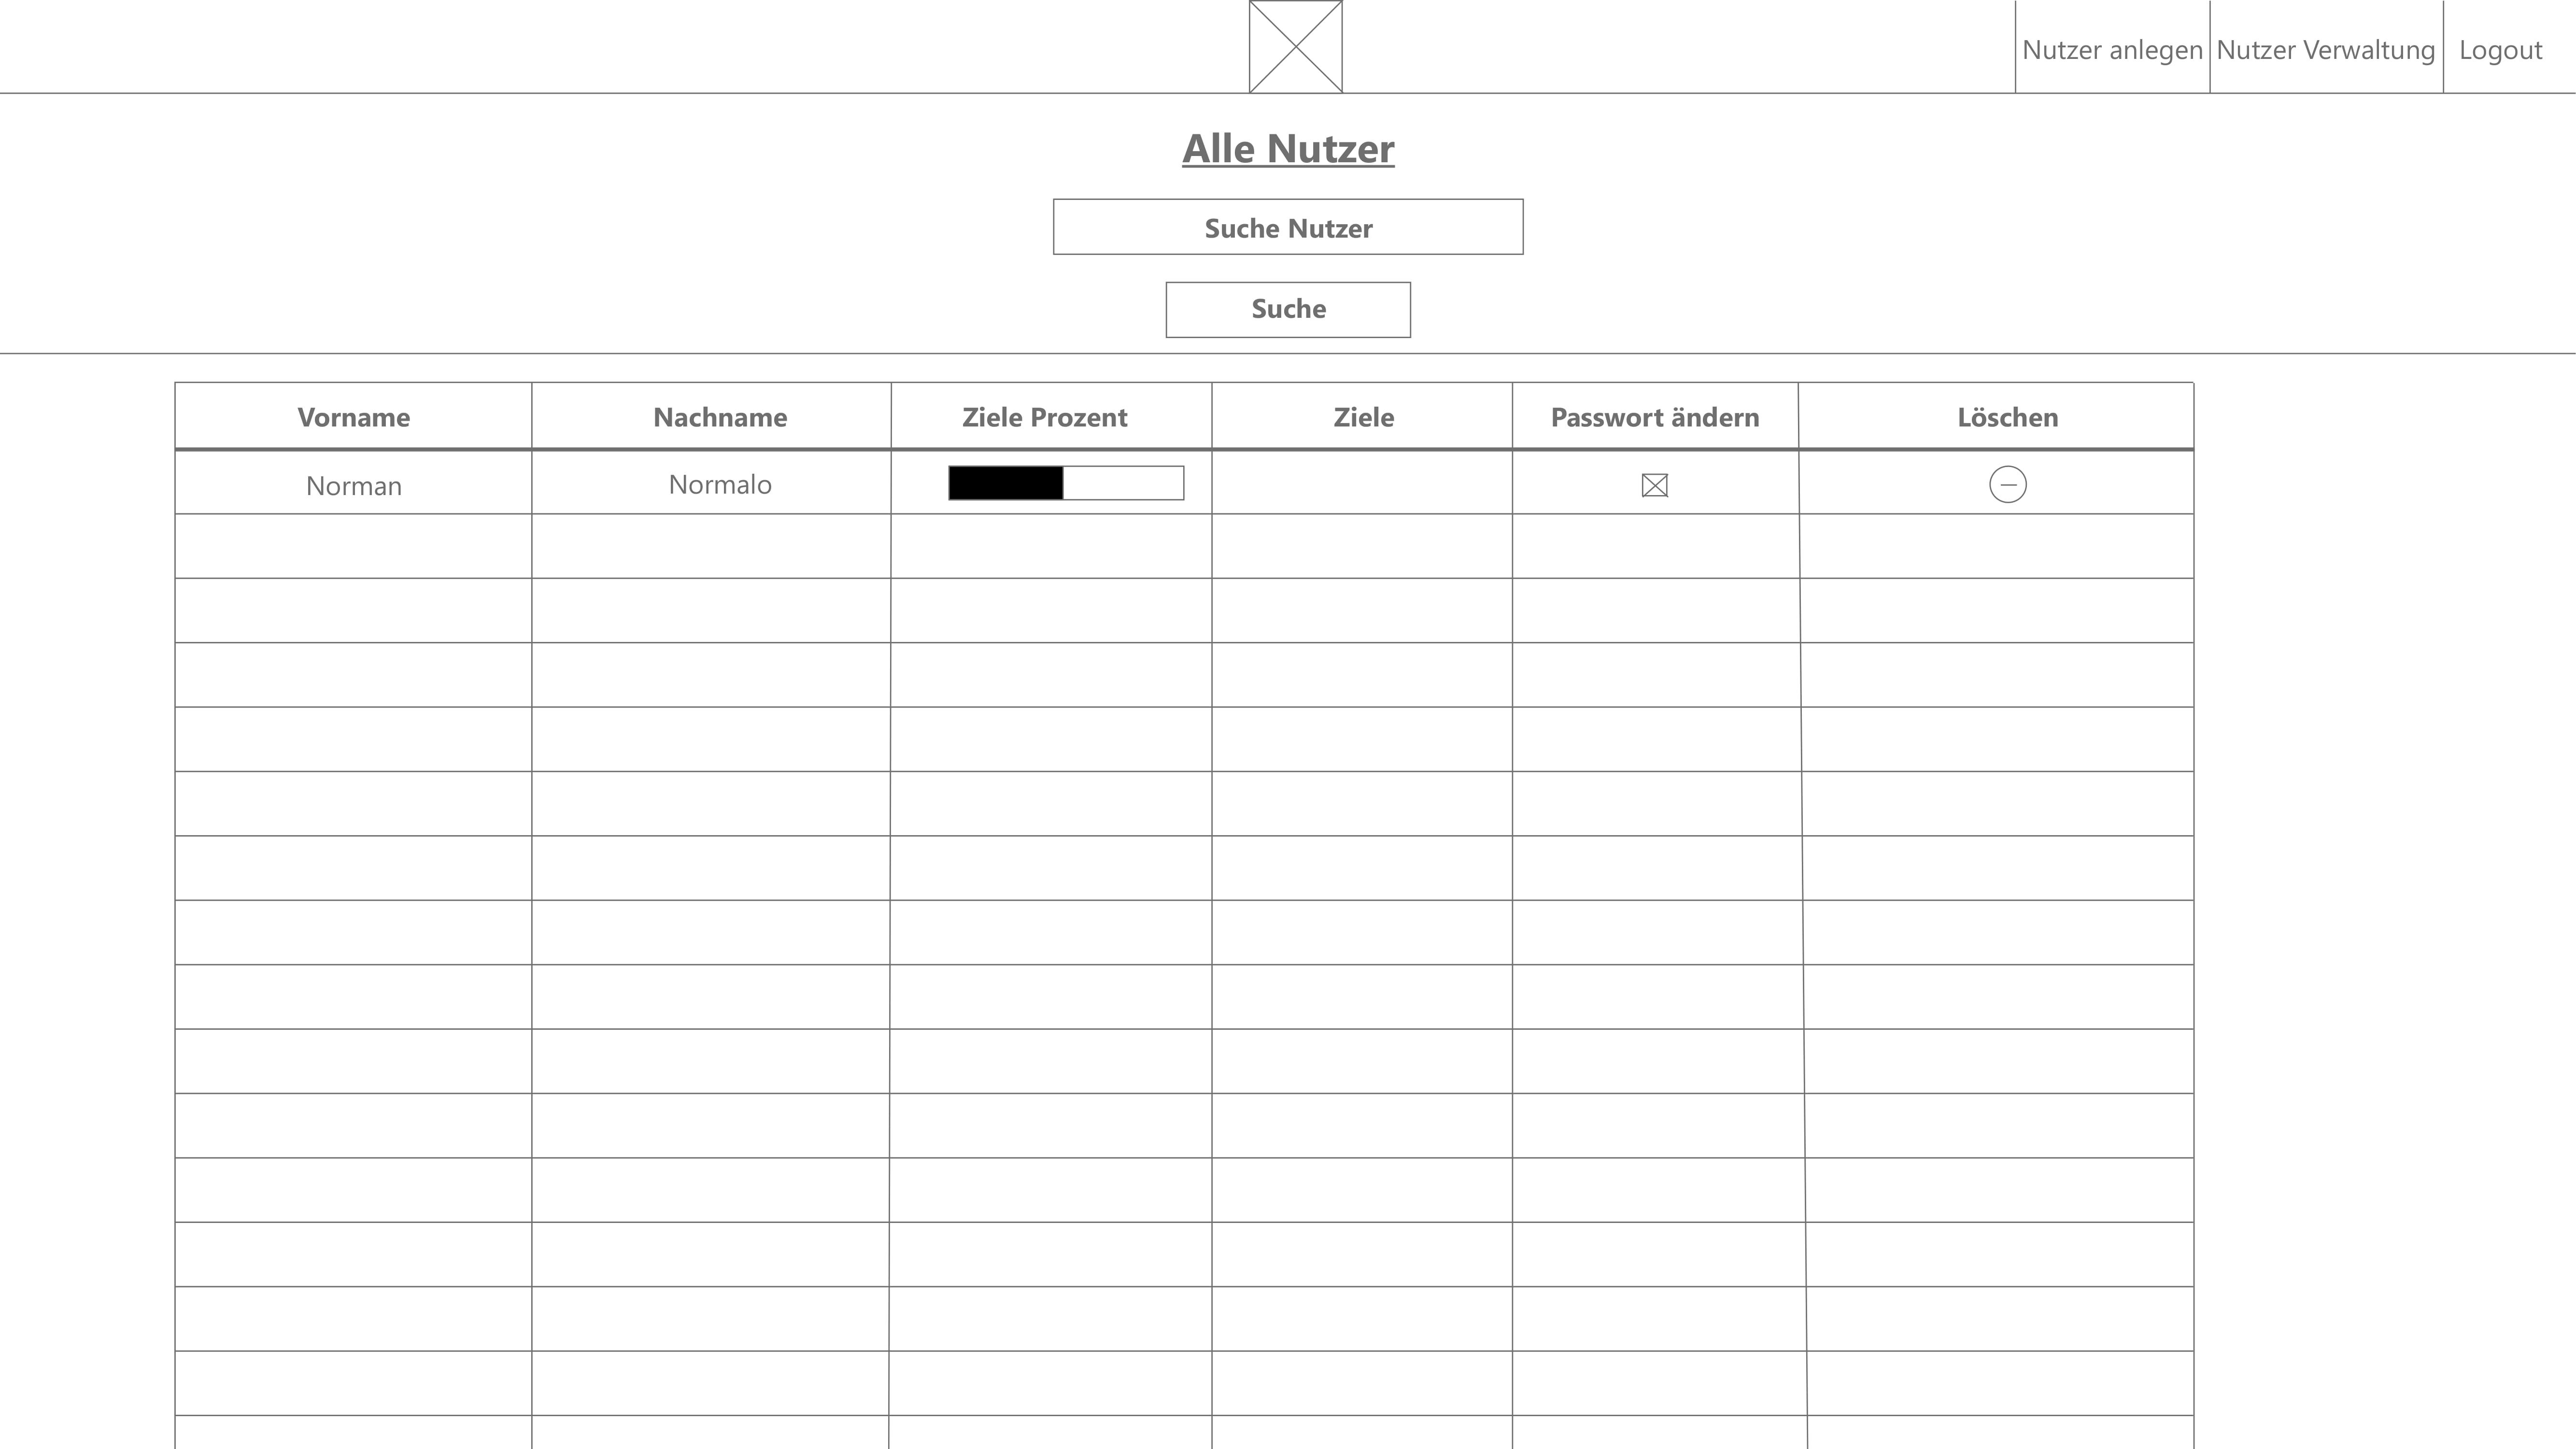 Nutzer anlegen Nutzer Verwaltung Logout
Alle Nutzer
Suche Nutzer
Suche
Vorname Nachname Ziele Prozent Ziele Passwort ändern Löschen
Norman Normalo